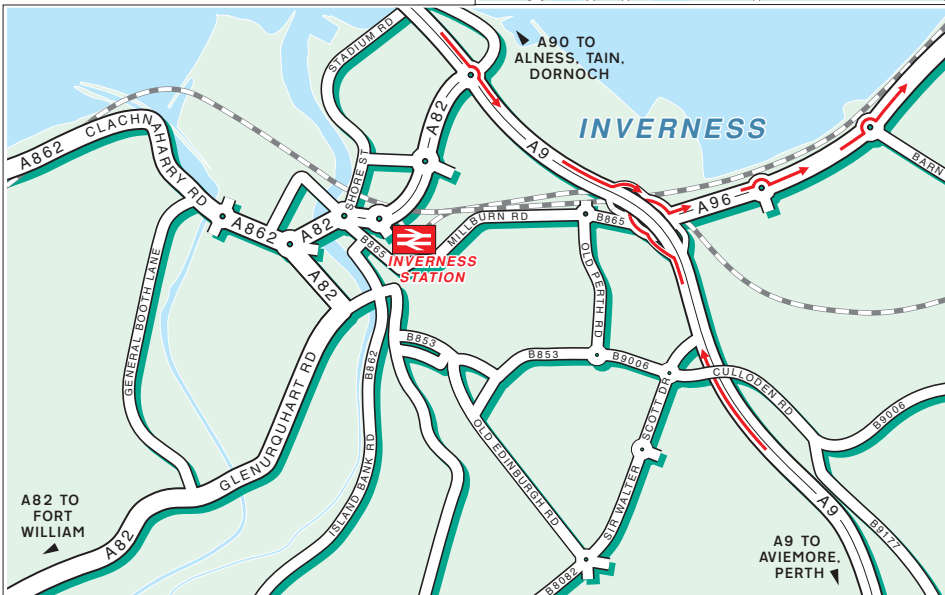 STADIUM RD
A90 TO
ALNESS, TAIN,
DORNOCH
A82
INVERNESS
A862
CLACHNAHARRY RD
A9
BARN
SHORE ST
A96
A862
A82
B865
MILLBURN RD
B865
INVERNESS
STATION
GENERAL BOOTH LANE
A82
OLD PERTH RD
B853
B862
B853
B9006
CULLODEN RD
SCOTT DR
B9006
GLENURQUHART RD
OLD EDINBURGH RD
ISLAND BANK RD
SIR WALTER
A82 TO
FORT
WILLIAM
A82
A9
B9177
A9 TO
AVIEMORE,
PERTH
B8082